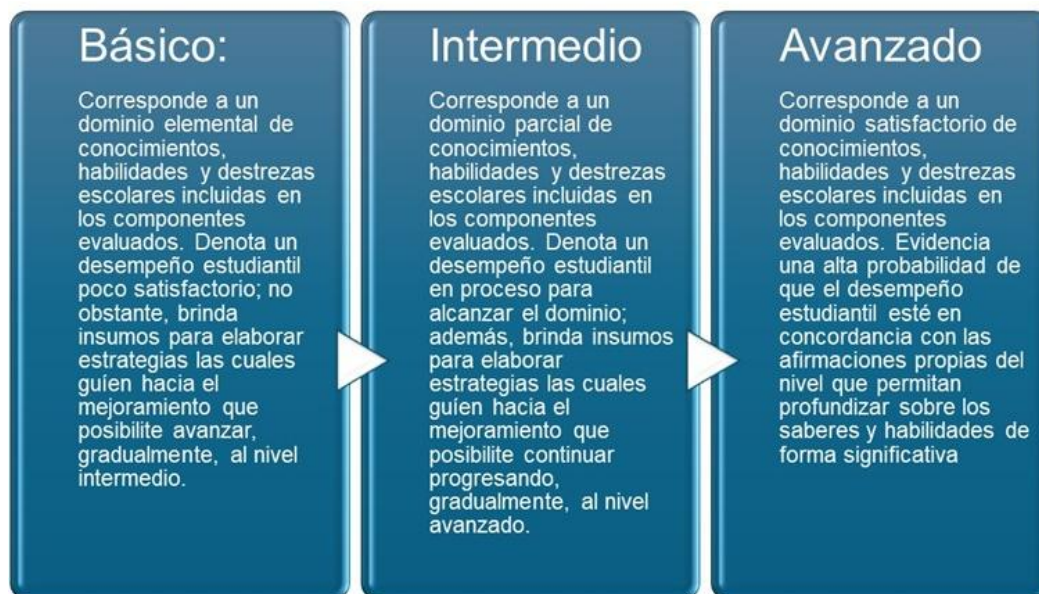 Básico:
Corresponde a un
dominio elemental de
conocimientos,
habilidades y destrezas
escolares incluidas en
los componentes
evaluados. Denota un
desempeño estudiantil
poco satisfactorio; no
obstante, brinda
insumos para elaborar
estrategias las cuales
guíen hacia el
mejoramiento que
posibilite avanzar,
gradualmente, al nivel
intermedio.
Intermedio
Corresponde a un
dominio parcial de
conocimientos,
habilidades y destrezas
escolares incluidas en
los componentes
evaluados. Denota un
desempeño estudiantil
en proceso para
alcanzar el dominio;
además, brinda insumos
para elaborar
estrategias las cuales
guíen hacia el
mejoramiento que
posibilite continuar
progresando,
gradualmente, al nivel
avanzado.
Avanzado
Corresponde a un
dominio satisfactorio de
conocimientos,
habilidades y destrezas
escolares incluidas en
los componentes
evaluados. Evidencia
una alta probabilidad de
que el desempeño
estudiantil esté en
concordancia con las
afirmaciones propias del
nivel que permitan
profundizar sobre los
saberes y habilidades de
forma significativa